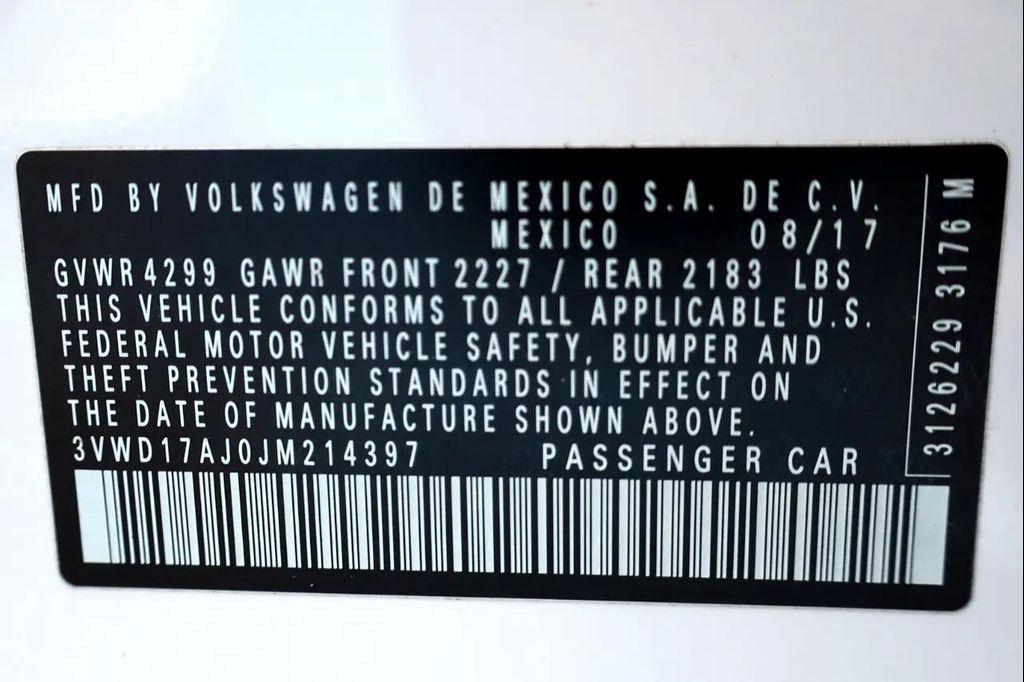 MFD BY VOLKSWAGEN DE MEXICO S.A. DE C.V.
MEXICO 08/17
GVWR 4299 GAWR FRONT 2227 / REAR 2183 LBS
THIS VEHICLE CONFORMS TO ALL APPLICABLE U.S.
FEDERAL MOTOR VEHICLE SAFETY, BUMPER AND
THEFT PREVENTION STANDARDS IN EFFECT ON
THE DATE OF MANUFACTURE SHOWN ABOVE.
3VWD17AJ0JM214397 PASSENGER CAR
3126229 3176 M